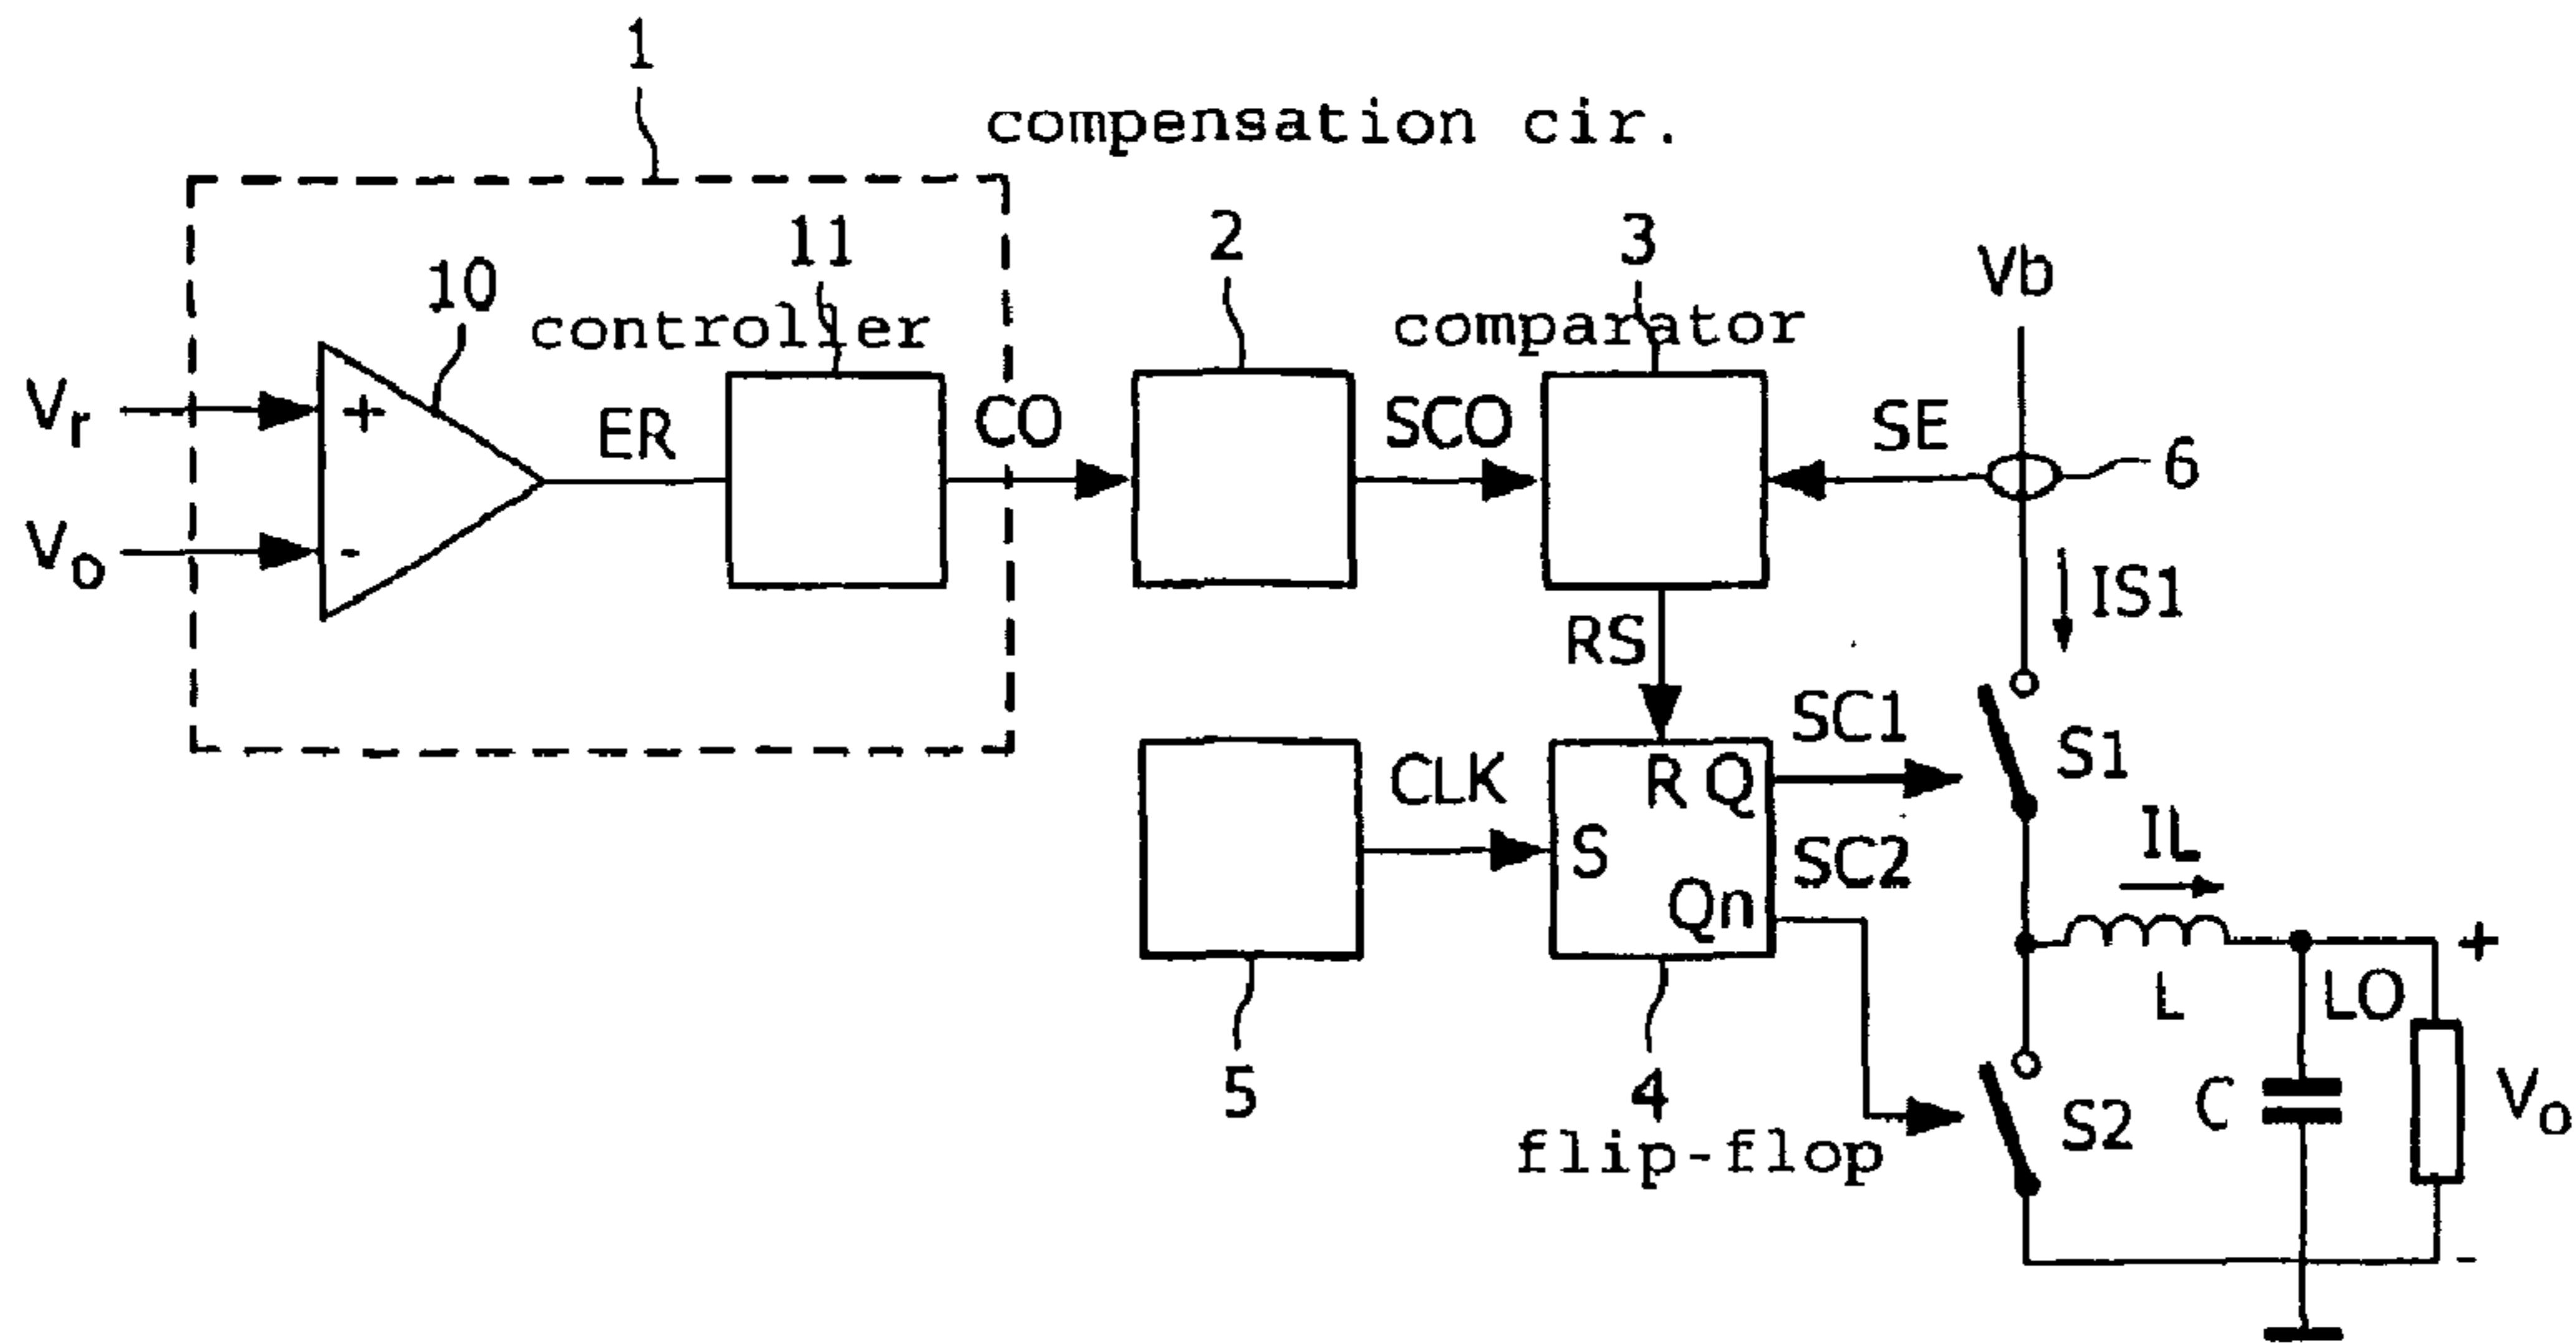 1
compensation cir.
11
2
3
Vb
10
controller
comparator
Vr
+
ER
CO
SCO
SE
6
Vo
-
IS1
RS
SC1
S1
R Q
CLK
S
SC2
IL
Qn
+
L
LO
5
4
C
Vo
S2
flip-flop
-